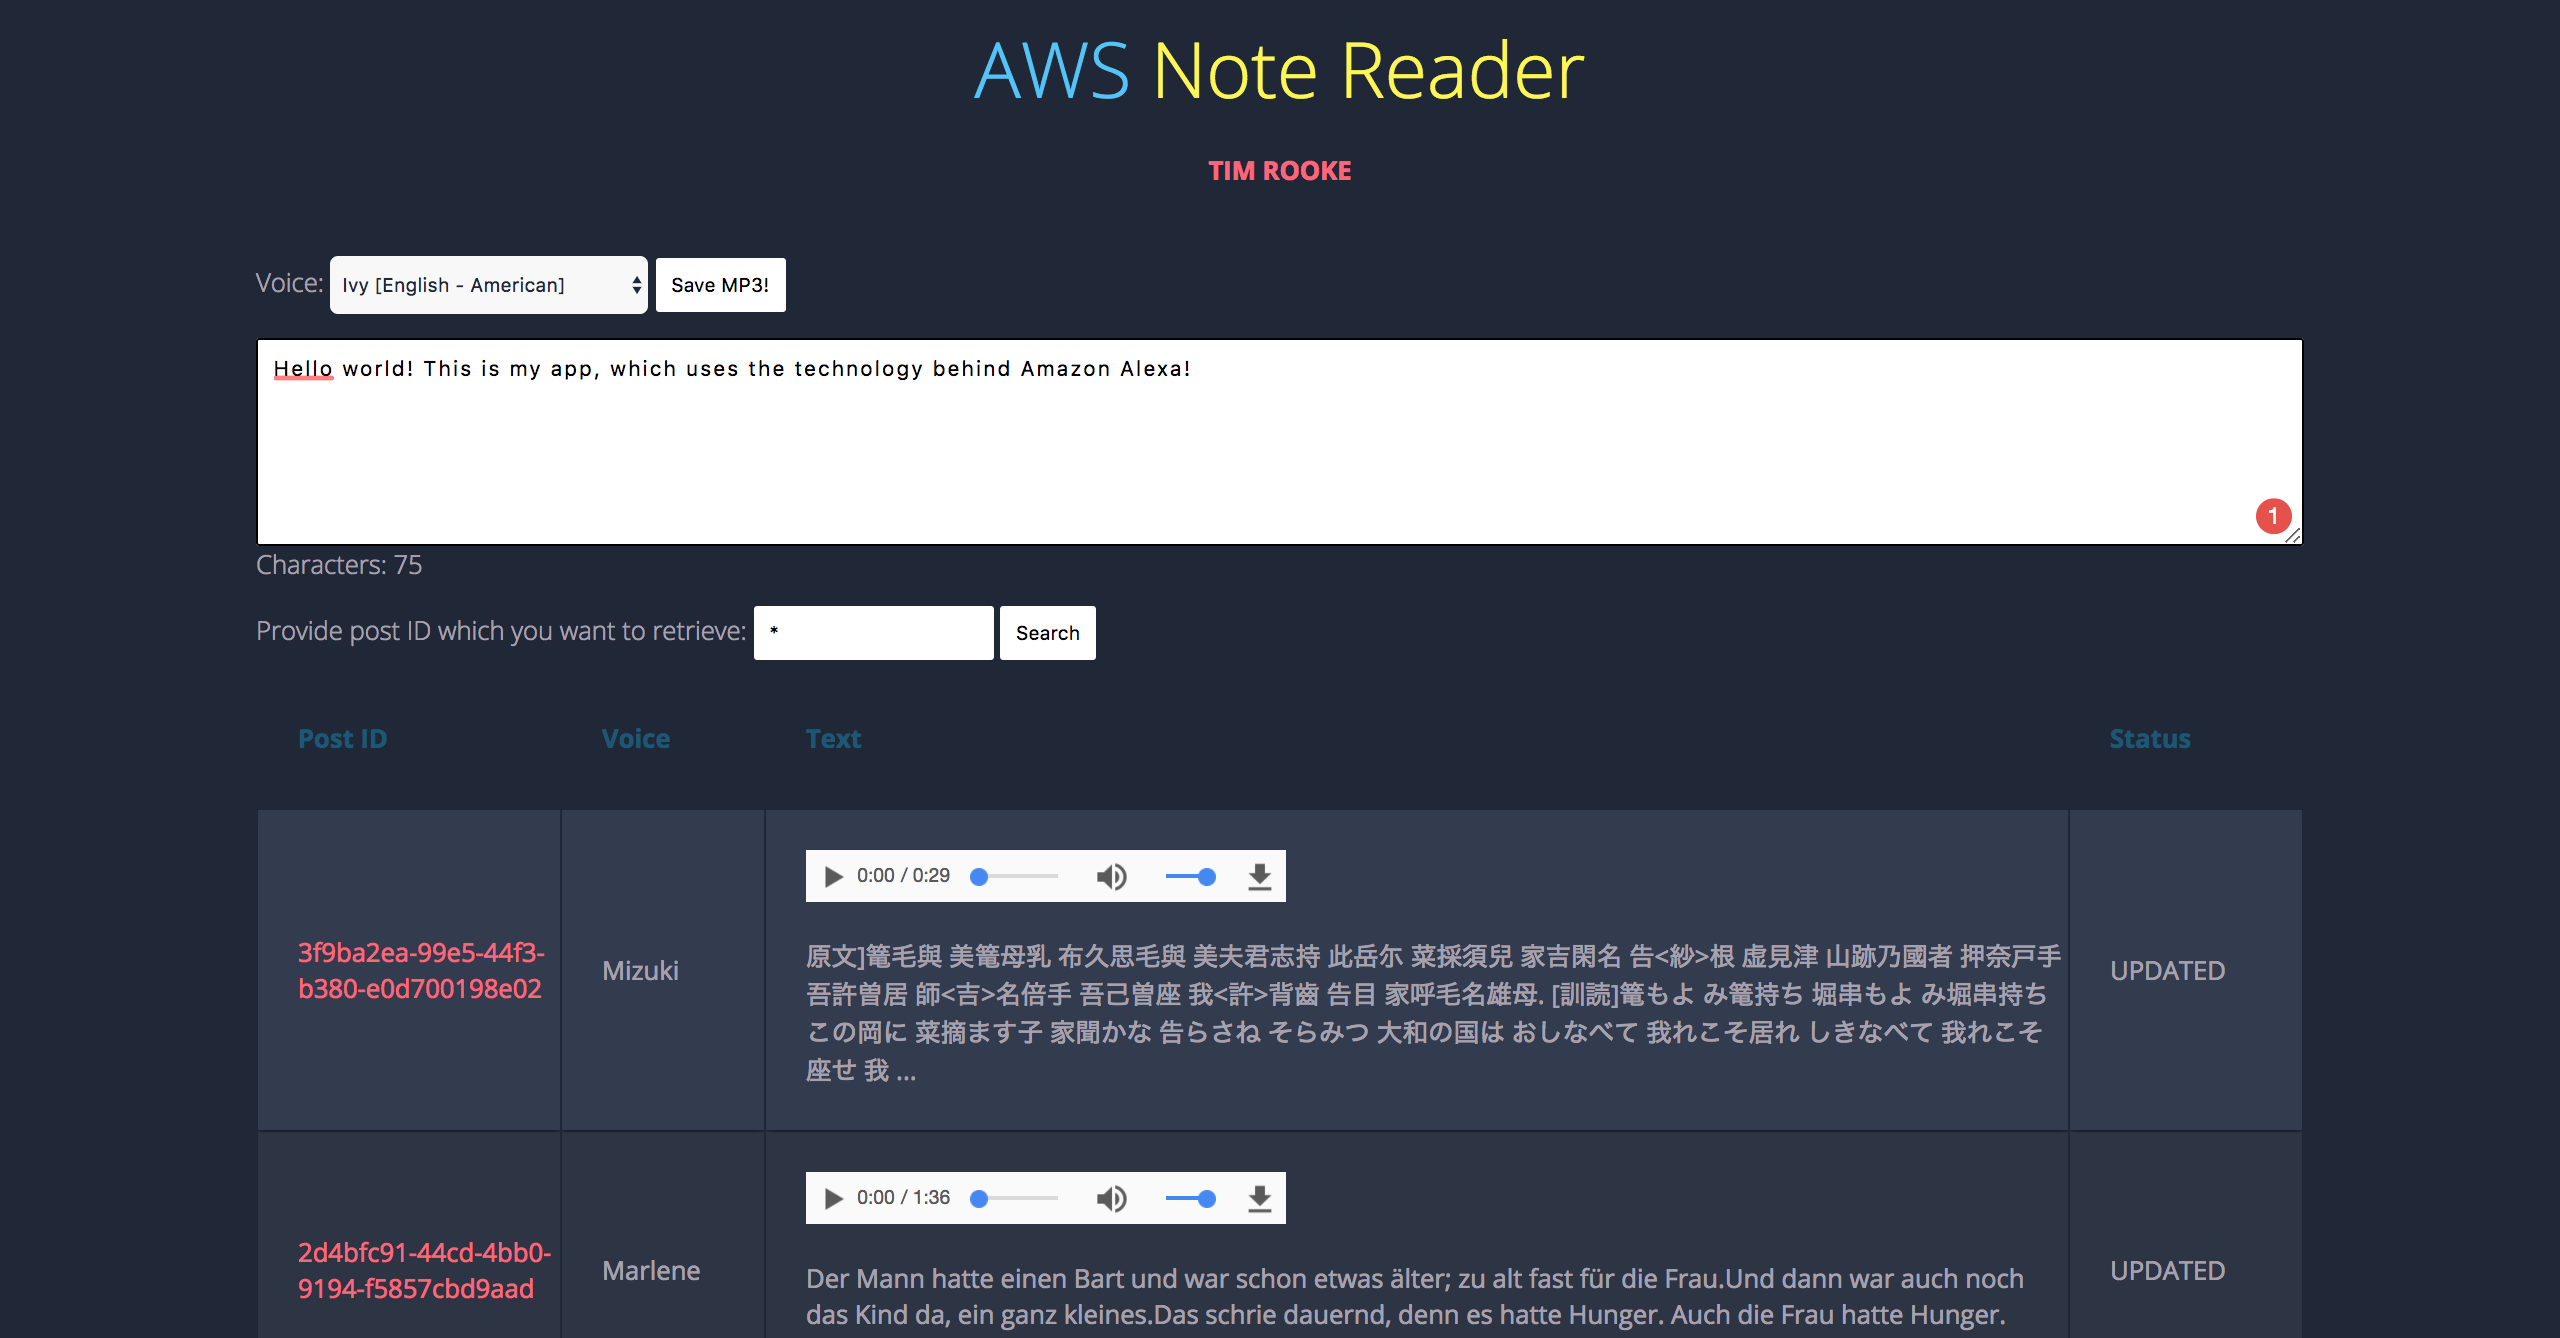 AWS Note Reader
TIM ROOKE
Voice: Ivy [English - American] Save MP3!
Hello world! This is my app, which uses the technology behind Amazon Alexa!
1
Characters: 75
Provide post ID which you want to retrieve: * Search
Post ID Voice Text Status
0:00 / 0:29
3f9ba2ea-99e5-44f3-
b380-e0d700198e02
Mizuki
原文]篭毛與 美篭母乳 布久思毛與 美夫君志持 此岳尓 菜採須兒 家吉閑名 告<紗>根 虚見津 山跡乃國者 押奈戸手
吾許曽居 師<吉>名倍手 吾己曽座 我<許>背齒 告目 家呼毛名雄母. [訓読]篭もよ み篭持ち 堀串もよ み堀串持ち
この岡に 菜摘ます子 家聞かな 告らさね そらみつ 大和の国は おしなべて 我れこそ居れ しきなべて 我れこそ
座せ 我 ...
UPDATED
0:00 / 1:36
2d4bfc91-44cd-4bb0-
9194-f5857cbd9aad
Marlene
Der Mann hatte einen Bart und war schon etwas älter; zu alt fast für die Frau.Und dann war auch noch
das Kind da, ein ganz kleines.Das schrie dauernd, denn es hatte Hunger. Auch die Frau hatte Hunger.
UPDATED